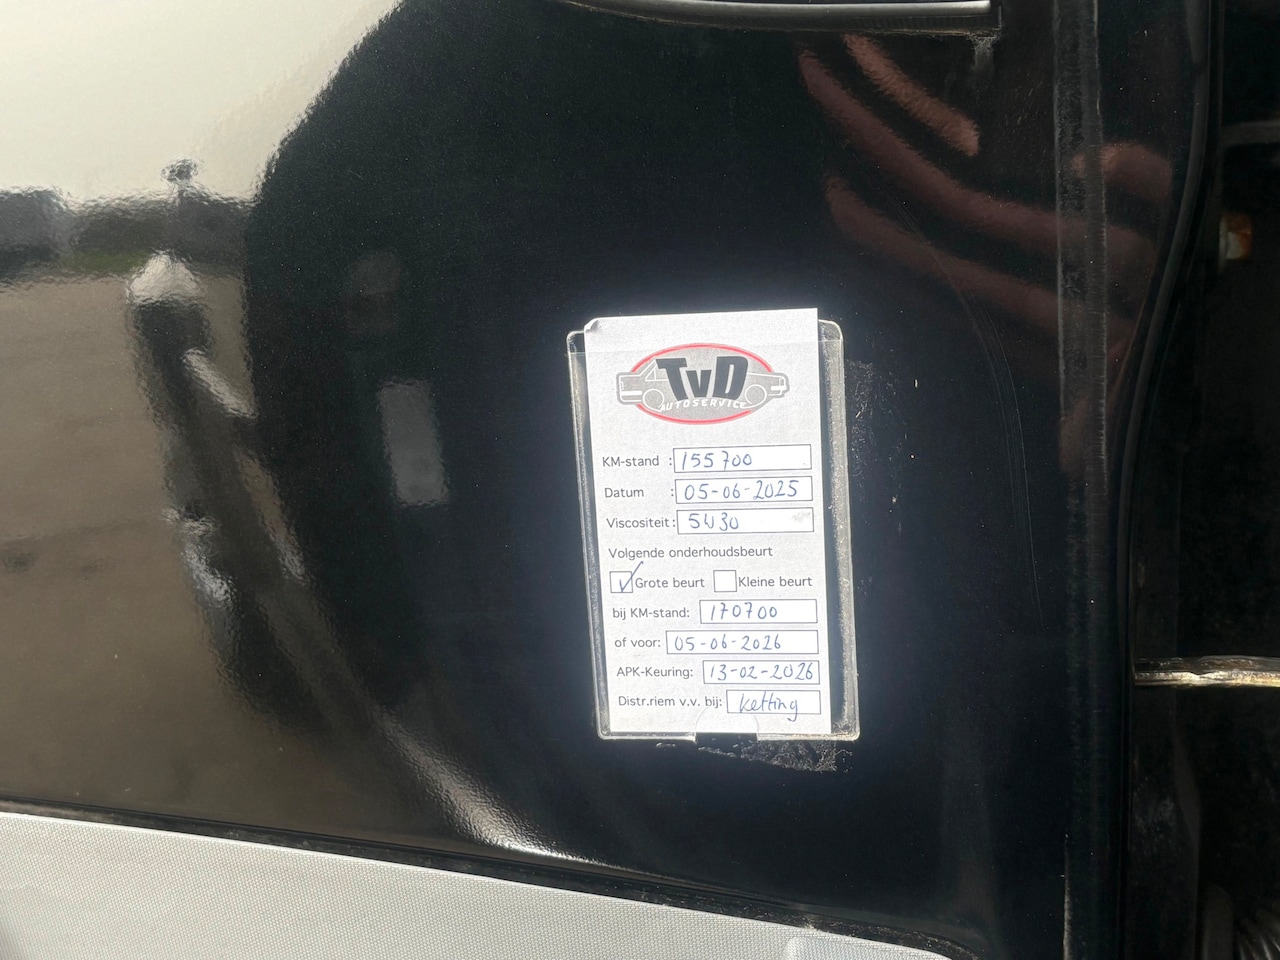 TvD
AUTOSERVICE
KM-stand : 155700
Datum : 05-06-2025
Viscositeit: 5W30
Volgende onderhoudsbeurt
Grote beurt Kleine beurt
bij KM-stand: 170700
of voor: 05-06-2026
APK-Keuring: 13-02-2026
Distr.riem v.v. bij: ketting